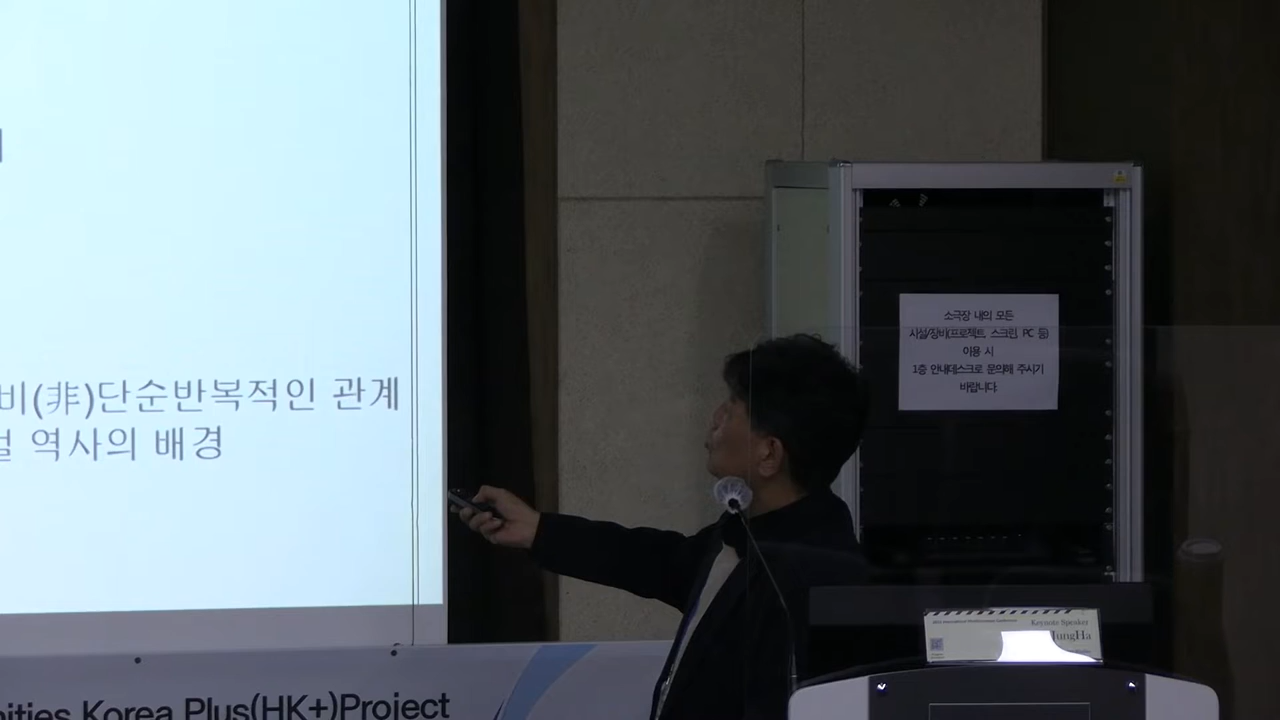 비(非)단순반복적인 관계
역사의 배경
소극장 내의 모든
시설/장비(프로젝트, 스크린, PC 등)
이용 시
1층 안내데스크로 문의해 주시기
바랍니다.
Keynote Speaker
JungHa
Korea Plus(HK+)Project